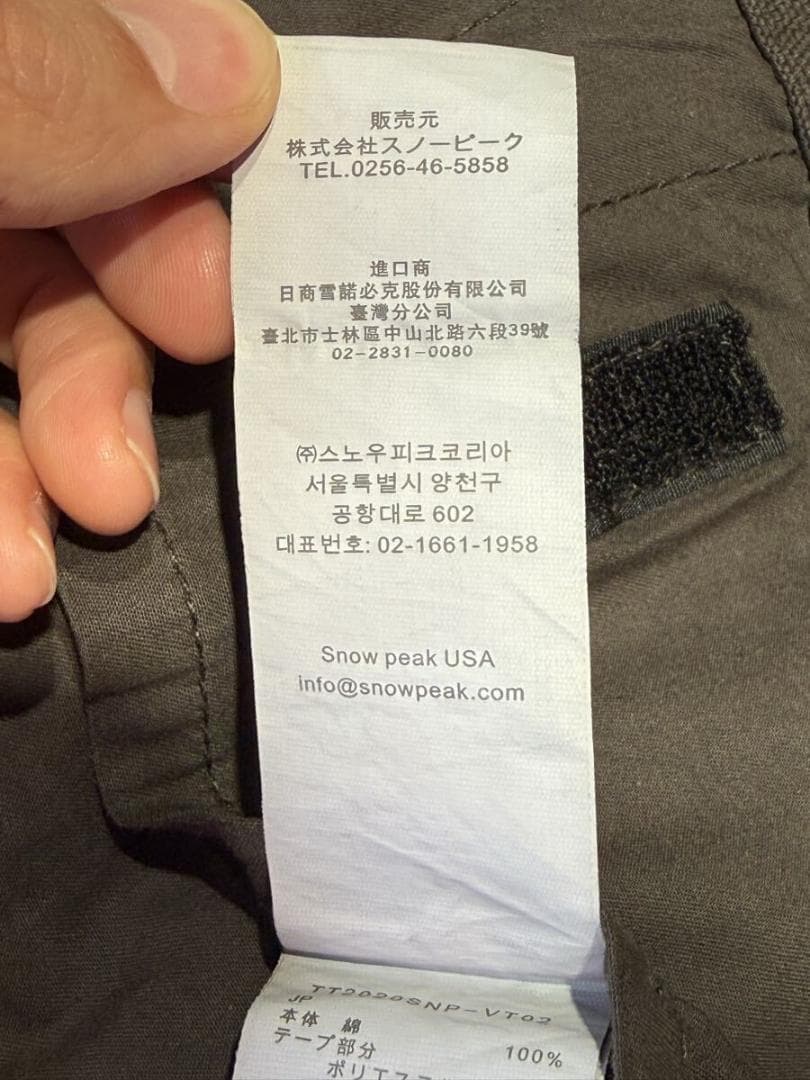 販売元
株式会社スノーピーク
TEL.0256-46-5858
進口商
日商雪諾必克股份有限公司
臺灣分公司
臺北市士林區中山北路六段39號
02-2831-0080
㈜스노우피크코리아
서울특별시 양천구
공항대로 602
대표번호: 02-1661-1958
Snow peak USA
info@snowpeak.com
TT2020SNP-VT02
JP
本体 綿
100%
テープ部分